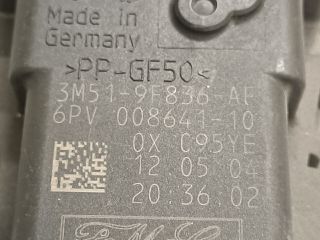 Made in
Germany
>PP-GF50<
3M51-9F836-AF
6PV 008641-10
0X C95YE
12 05 04
20.36.02